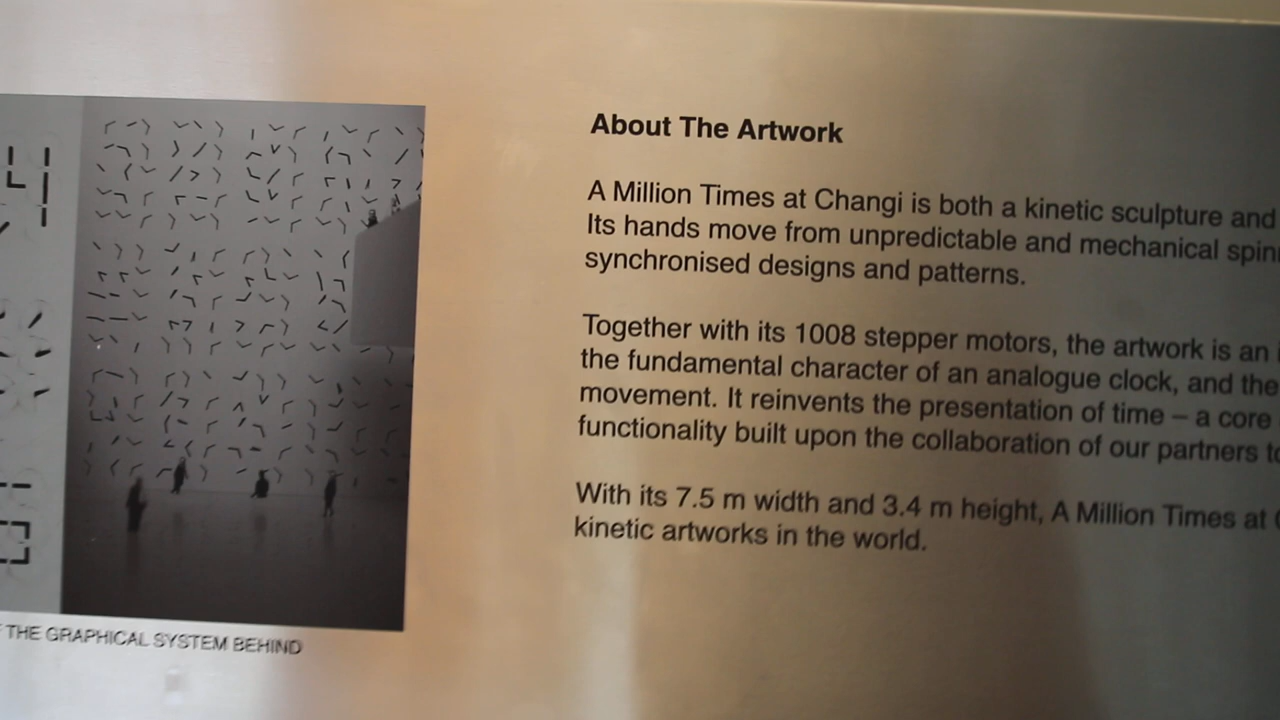 About The Artwork
A Million Times at Changi is both a kinetic sculpture and
Its hands move from unpredictable and mechanical
synchronised designs and patterns.
Together with its 1008 stepper motors, the artwork is an
the fundamental character of an analogue clock, and the
movement. It reinvents the presentation of time – a core
functionality built upon the collaboration of our partners
With its 7.5 m width and 3.4 m height, A Million Times at
kinetic artworks in the world.
THE GRAPHICAL SYSTEM BEHIND